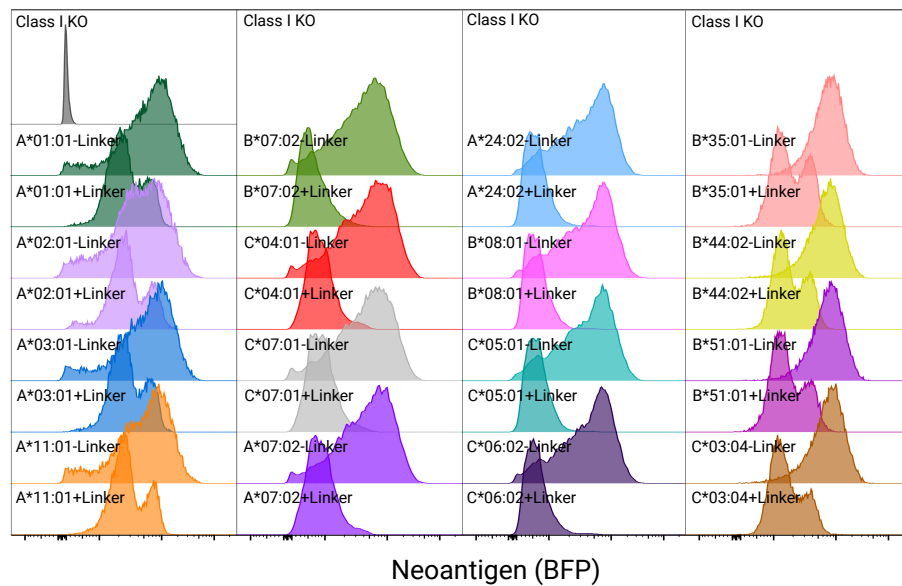 Class I KO
A*01:01-Linker
A*01:01+Linker
A*02:01-Linker
A*02:01+Linker
A*03:01-Linker
A*03:01+Linker
A*11:01-Linker
A*11:01+Linker
Class I KO
B*07:02-Linker
B*07:02+Linker
C*04:01-Linker
C*04:01+Linker
C*07:01-Linker
C*07:01+Linker
A*07:02-Linker
A*07:02+Linker
Class I KO
A*24:02-Linker
A*24:02+Linker
B*08:01-Linker
B*08:01+Linker
C*05:01-Linker
C*05:01+Linker
C*06:02-Linker
C*06:02+Linker
Class I KO
B*35:01-Linker
B*35:01+Linker
B*44:02-Linker
B*44:02+Linker
B*51:01-Linker
B*51:01+Linker
C*03:04-Linker
C*03:04+Linker
Neoantigen (BFP)